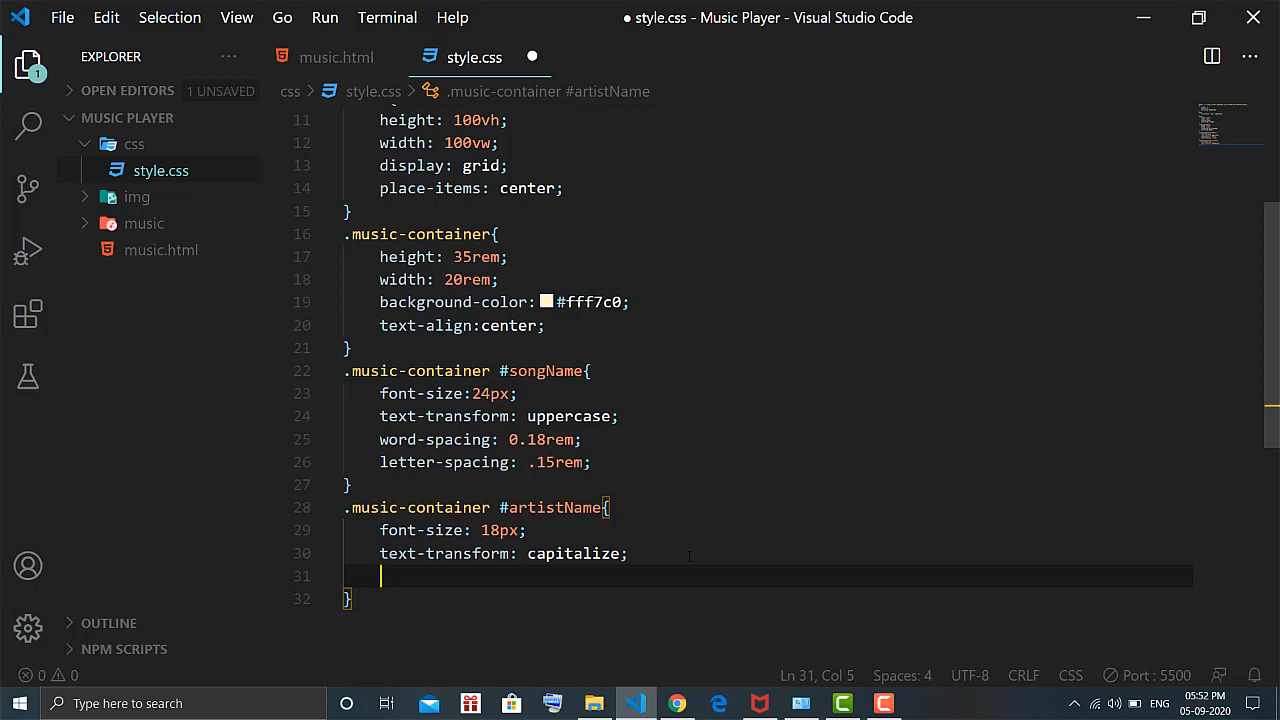 File Edit Selection View Go Run Terminal Help
● style.css - Music Player - Visual Studio Code
EXPLORER ···
music.html
style.css
1
OPEN EDITORS 1 UNSAVED
css > style.css > .music-container #artistName
MUSIC PLAYER
css
style.css
img
music
music.html
11 height: 100vh;
12 width: 100vw;
13 display: grid;
14 place-items: center;
15 }
16 .music-container{
17 height: 35rem;
18 width: 20rem;
19 background-color: #fff7c0;
20 text-align:center;
21 }
22 .music-container #songName{
23 font-size:24px;
24 text-transform: uppercase;
25 word-spacing: 0.18rem;
26 letter-spacing: .15rem;
27 }
28 .music-container #artistName{
29 font-size: 18px;
30 text-transform: capitalize;
31
32 }
OUTLINE
NPM SCRIPTS
0 0
Ln 31, Col 5 Spaces: 4 UTF-8 CRLF CSS Port : 5500
Type here to search
ENG
05:52 PM
05-09-2020